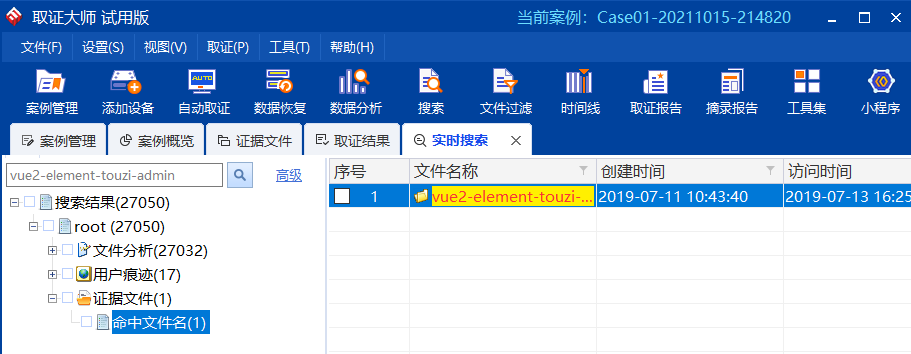 取证大师 试用版
当前案例：Case01-20211015-214820
文件(F) 设置(S) 视图(V) 取证(P) 工具(T) 帮助(H)
AUTO
案例管理 添加设备 自动取证 数据恢复 数据分析 搜索 文件过滤 时间线 取证报告 摘录报告 工具集 小程序
案例管理 案例概览 证据文件 取证结果 实时搜索
vue2-element-touzi-admin 高级
搜索结果(27050)
root (27050)
文件分析(27032)
用户痕迹(17)
证据文件(1)
命中文件名(1)
序号 文件名称 创建时间 访问时间
1 vue2-element-touzi-... 2019-07-11 10:43:40 2019-07-13 16:25